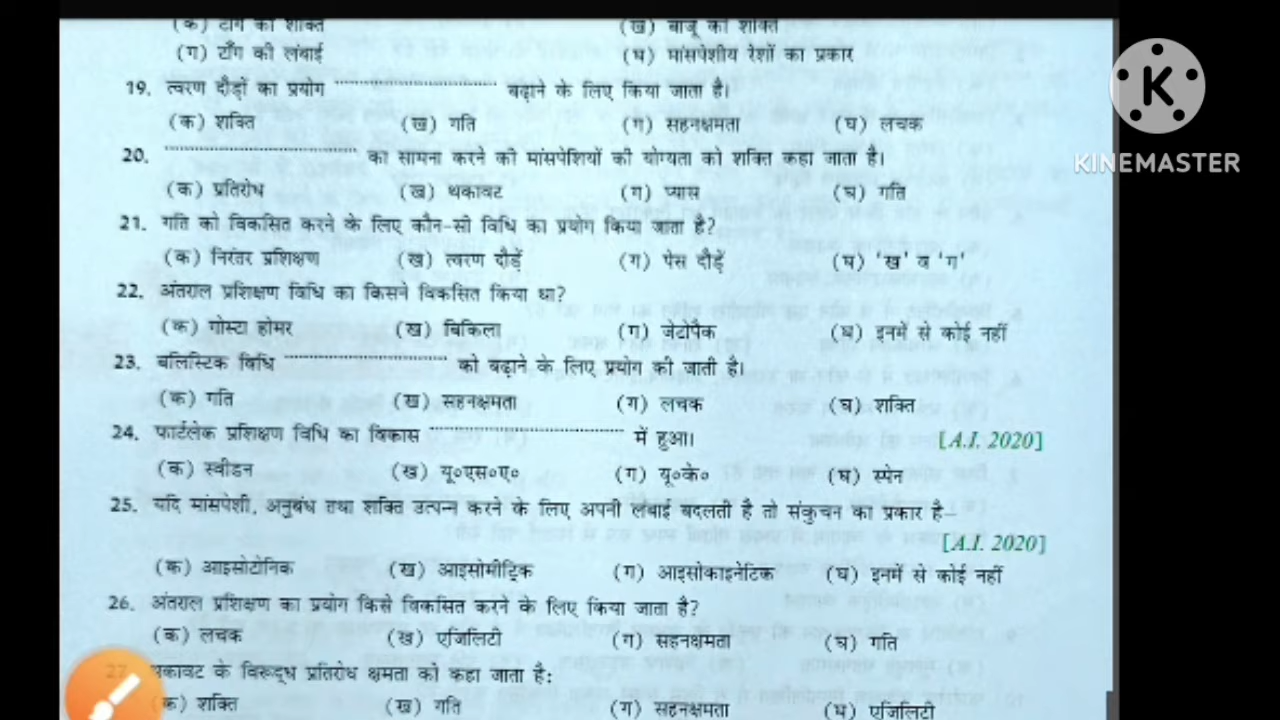 (क) टाँग की शक्ति (ख) बाजू की शक्ति
(ग) टाँग की लंबाई (घ) मांसपेशीय रेशों का प्रकार
19. त्वरण दौड़ों का प्रयोग .................... बढ़ाने के लिए किया जाता है।
(क) शक्ति (ख) गति (ग) सहनक्षमता (घ) लचक
20. .................... का सामना करने की मांसपेशियों की योग्यता को शक्ति कहा जाता है।
(क) प्रतिरोध (ख) थकावट (ग) प्यास (घ) गति
21. गति को विकसित करने के लिए कौन-सी विधि का प्रयोग किया जाता है?
(क) निरंतर प्रशिक्षण (ख) त्वरण दौड़ें (ग) पेस दौड़ें (घ) 'ख' व 'ग'
22. अंतराल प्रशिक्षण विधि का किसने विकसित किया था?
(क) गोस्टा होमर (ख) बिकिला (ग) जेटोपैक (घ) इनमें से कोई नहीं
23. बलिस्टिक विधि .................... को बढ़ाने के लिए प्रयोग की जाती है।
(क) गति (ख) सहनक्षमता (ग) लचक (घ) शक्ति
24. फार्टलेक प्रशिक्षण विधि का विकास .................... में हुआ। [A.I. 2020]
(क) स्वीडन (ख) यू०एस०ए० (ग) यू०के० (घ) स्पेन
25. यदि मांसपेशी, अनुबंध तथा शक्ति उत्पन्न करने के लिए अपनी लंबाई बदलती है तो संकुचन का प्रकार है–
[A.I. 2020]
(क) आइसोटोनिक (ख) आइसोमीट्रिक (ग) आइसोकाइनेटिक (घ) इनमें से कोई नहीं
26. अंतराल प्रशिक्षण का प्रयोग किसे विकसित करने के लिए किया जाता है?
(क) लचक (ख) एजिलिटी (ग) सहनक्षमता (घ) गति
27. थकावट के विरूद्ध प्रतिरोध क्षमता को कहा जाता है:
(क) शक्ति (ख) गति (ग) सहनक्षमता (घ) एजिलिटी
K
KINEMASTER